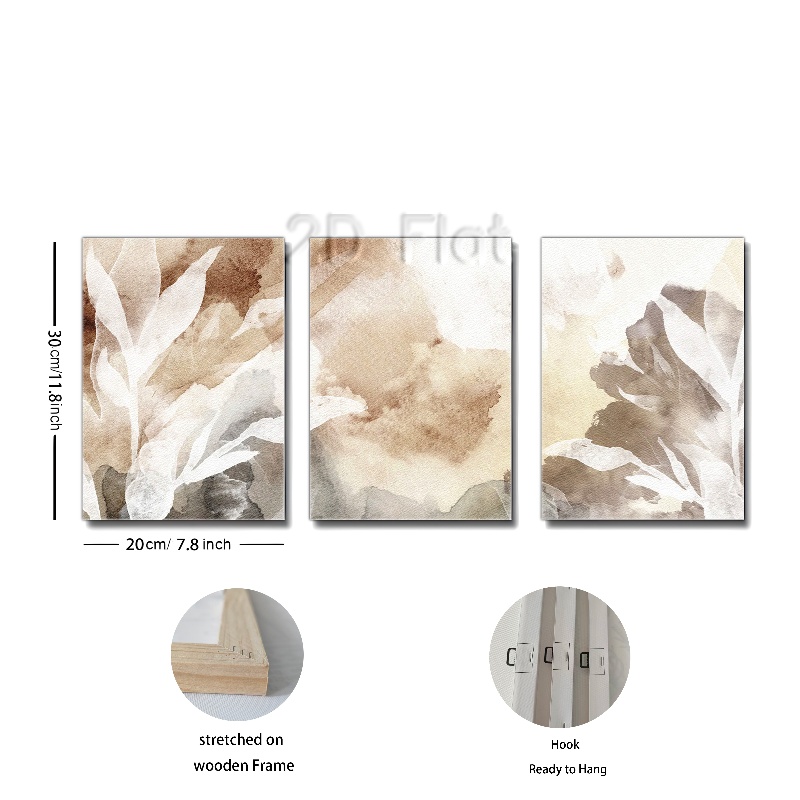 2D Flat
30cm/11.8inch
20cm/ 7.8 inch
stretched on
wooden Frame
Hook
Ready to Hang